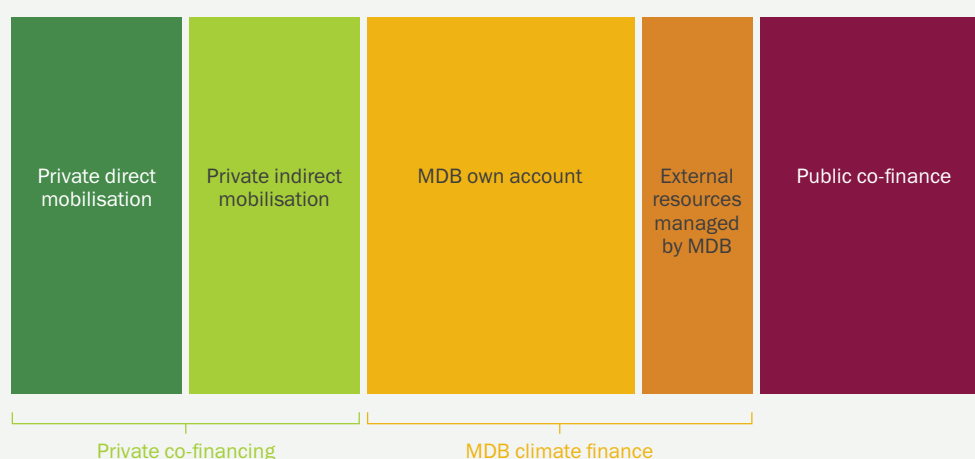 Private direct
mobilisation
Private indirect
mobilisation
MDB own account
External
resources
managed
by MDB
Public co-finance
Private co-financing
MDB climate finance